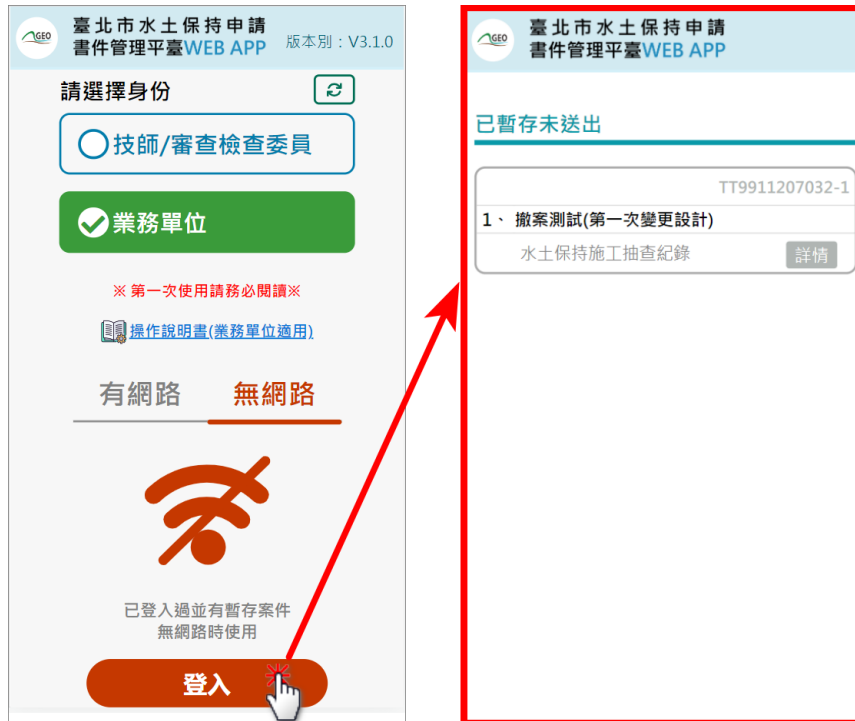 GEO
臺北市水土保持申請
書件管理平臺WEB APP
版本別：V3.1.0
請選擇身份
技師/審查檢查委員
業務單位
※ 第一次使用請務必閱讀※
操作說明書(業務單位適用)
有網路
無網路
已登入過並有暫存案件
無網路時使用
登入
GEO
臺北市水土保持申請
書件管理平臺WEB APP
已暫存未送出
TT9911207032-1
1、 撤案測試(第一次變更設計)
水土保持施工抽查紀錄
詳情